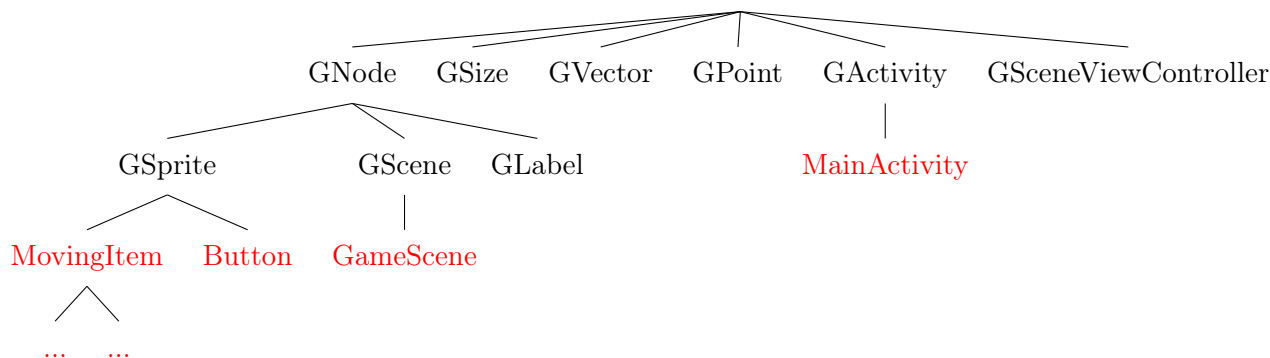 GNode GSize GVector GPoint GActivity GSceneViewController
GSprite GScene GLabel MainActivity
MovingItem Button GameScene
... ...